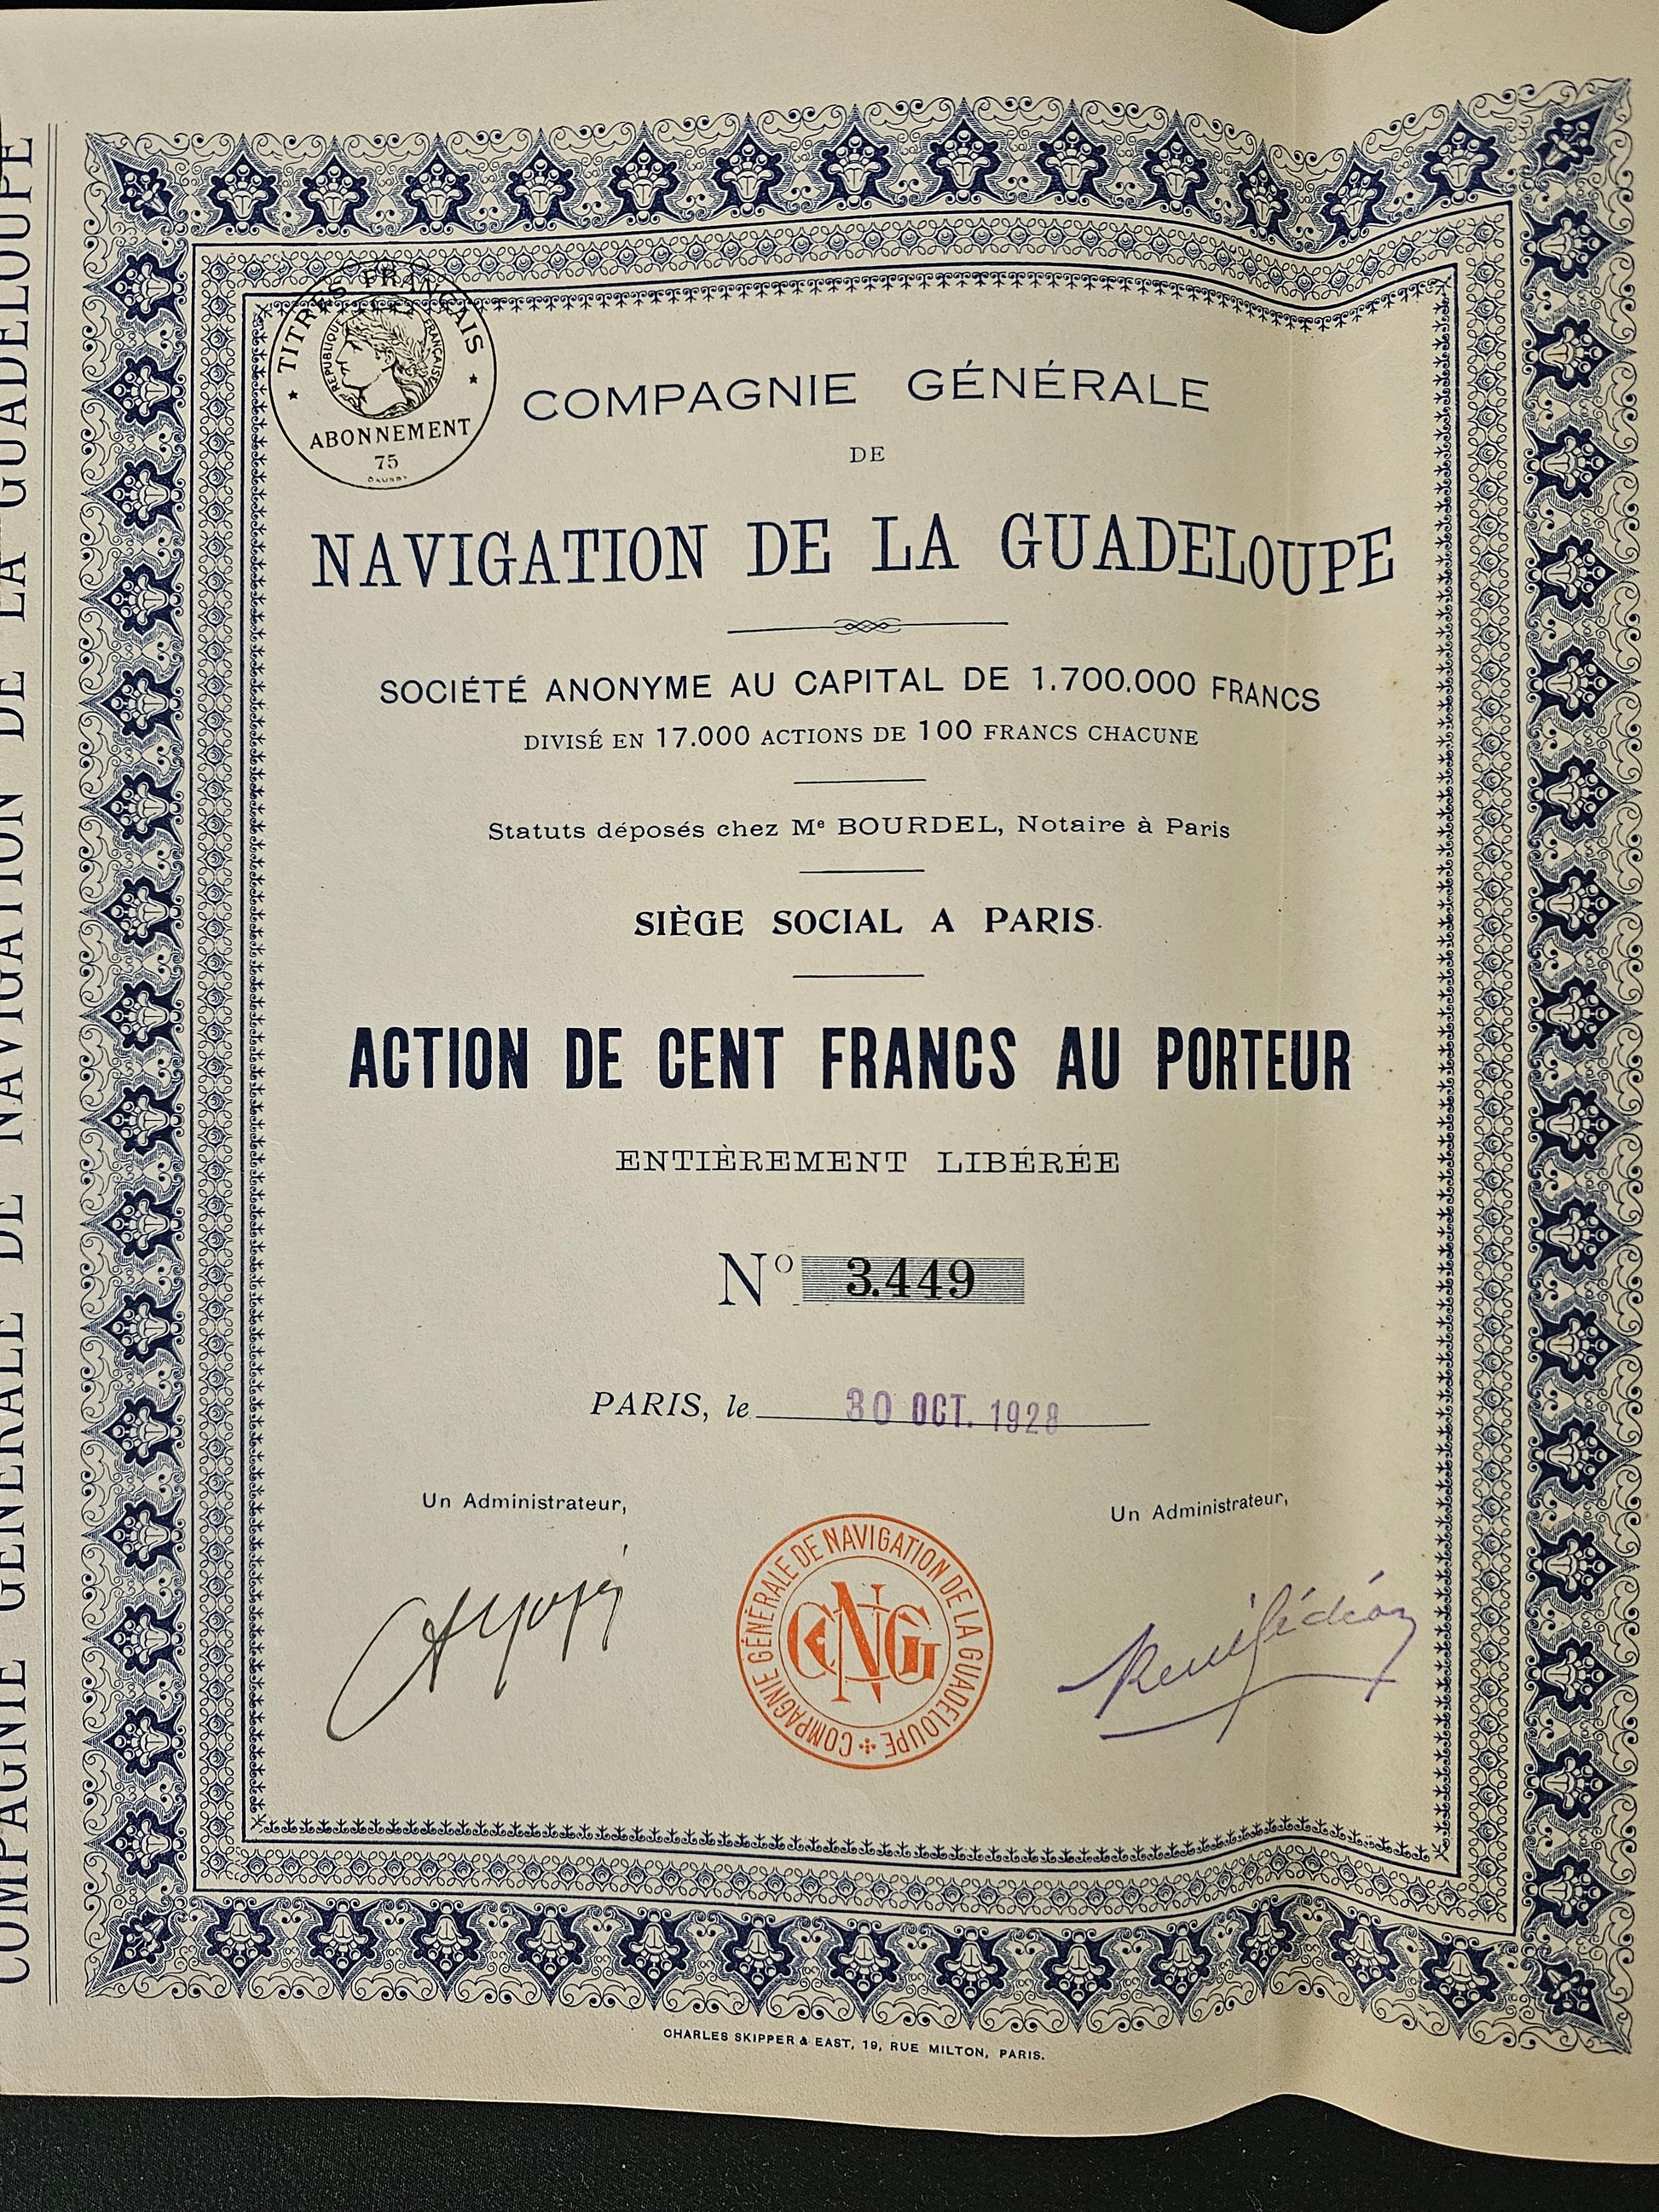 COMPAGNIE GÉNÉRALE DE NAVIGATION DE LA GUADELOUPE
TITRES FRANÇAIS
REPUBLIQUE FRANÇAISE
ABONNEMENT
75
COMPAGNIE GÉNÉRALE
DE
NAVIGATION DE LA GUADELOUPE
SOCIÉTÉ ANONYME AU CAPITAL DE 1.700.000 FRANCS
DIVISÉ EN 17.000 ACTIONS DE 100 FRANCS CHACUNE
Statuts déposés chez Mᵉ BOURDEL, Notaire à Paris
SIÈGE SOCIAL A PARIS.
ACTION DE CENT FRANCS AU PORTEUR
ENTIÈREMENT LIBÉRÉE
Nº 3.449
PARIS, le 30 OCT. 1928
Un Administrateur,
Un Administrateur,
COMPAGNIE GÉNÉRALE DE NAVIGATION DE LA GUADELOUPE
CNG
CHARLES SKIPPER & EAST, 19, RUE MILTON, PARIS.